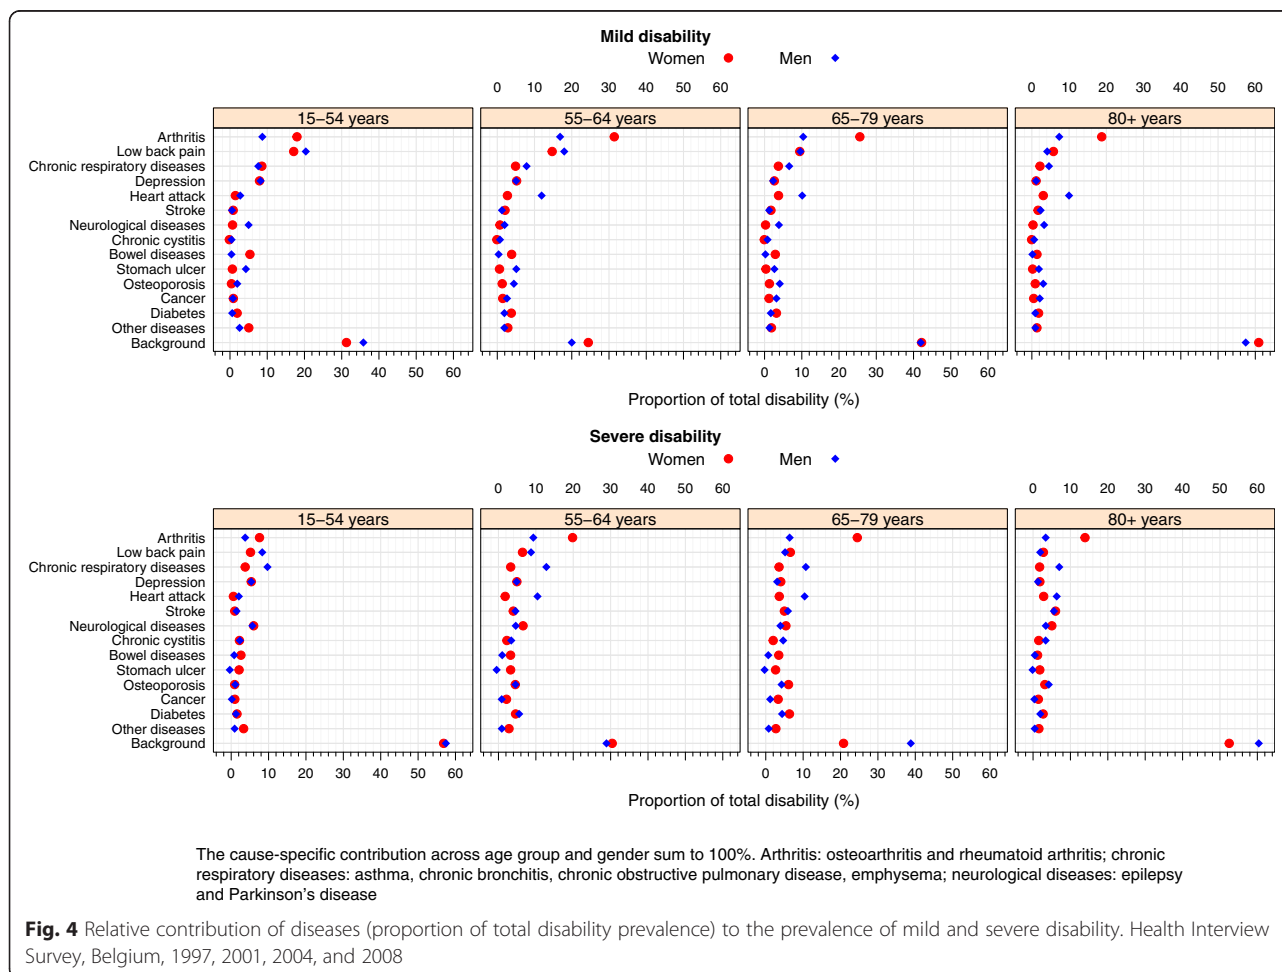 Mild disability
Women Men
0 10 20 30 40 50 60 0 10 20 30 40 50 60
15–54 years 55–64 years 65–79 years 80+ years
Arthritis
Low back pain
Chronic respiratory diseases
Depression
Heart attack
Stroke
Neurological diseases
Chronic cystitis
Bowel diseases
Stomach ulcer
Osteoporosis
Cancer
Diabetes
Other diseases
Background
0 10 20 30 40 50 60 0 10 20 30 40 50 60
Proportion of total disability (%)
Severe disability
Women Men
0 10 20 30 40 50 60 0 10 20 30 40 50 60
15–54 years 55–64 years 65–79 years 80+ years
Arthritis
Low back pain
Chronic respiratory diseases
Depression
Heart attack
Stroke
Neurological diseases
Chronic cystitis
Bowel diseases
Stomach ulcer
Osteoporosis
Cancer
Diabetes
Other diseases
Background
0 10 20 30 40 50 60 0 10 20 30 40 50 60
Proportion of total disability (%)
The cause-specific contribution across age group and gender sum to 100%. Arthritis: osteoarthritis and rheumatoid arthritis; chronic
respiratory diseases: asthma, chronic bronchitis, chronic obstructive pulmonary disease, emphysema; neurological diseases: epilepsy
and Parkinson's disease
Fig. 4 Relative contribution of diseases (proportion of total disability prevalence) to the prevalence of mild and severe disability. Health Interview
Survey, Belgium, 1997, 2001, 2004, and 2008